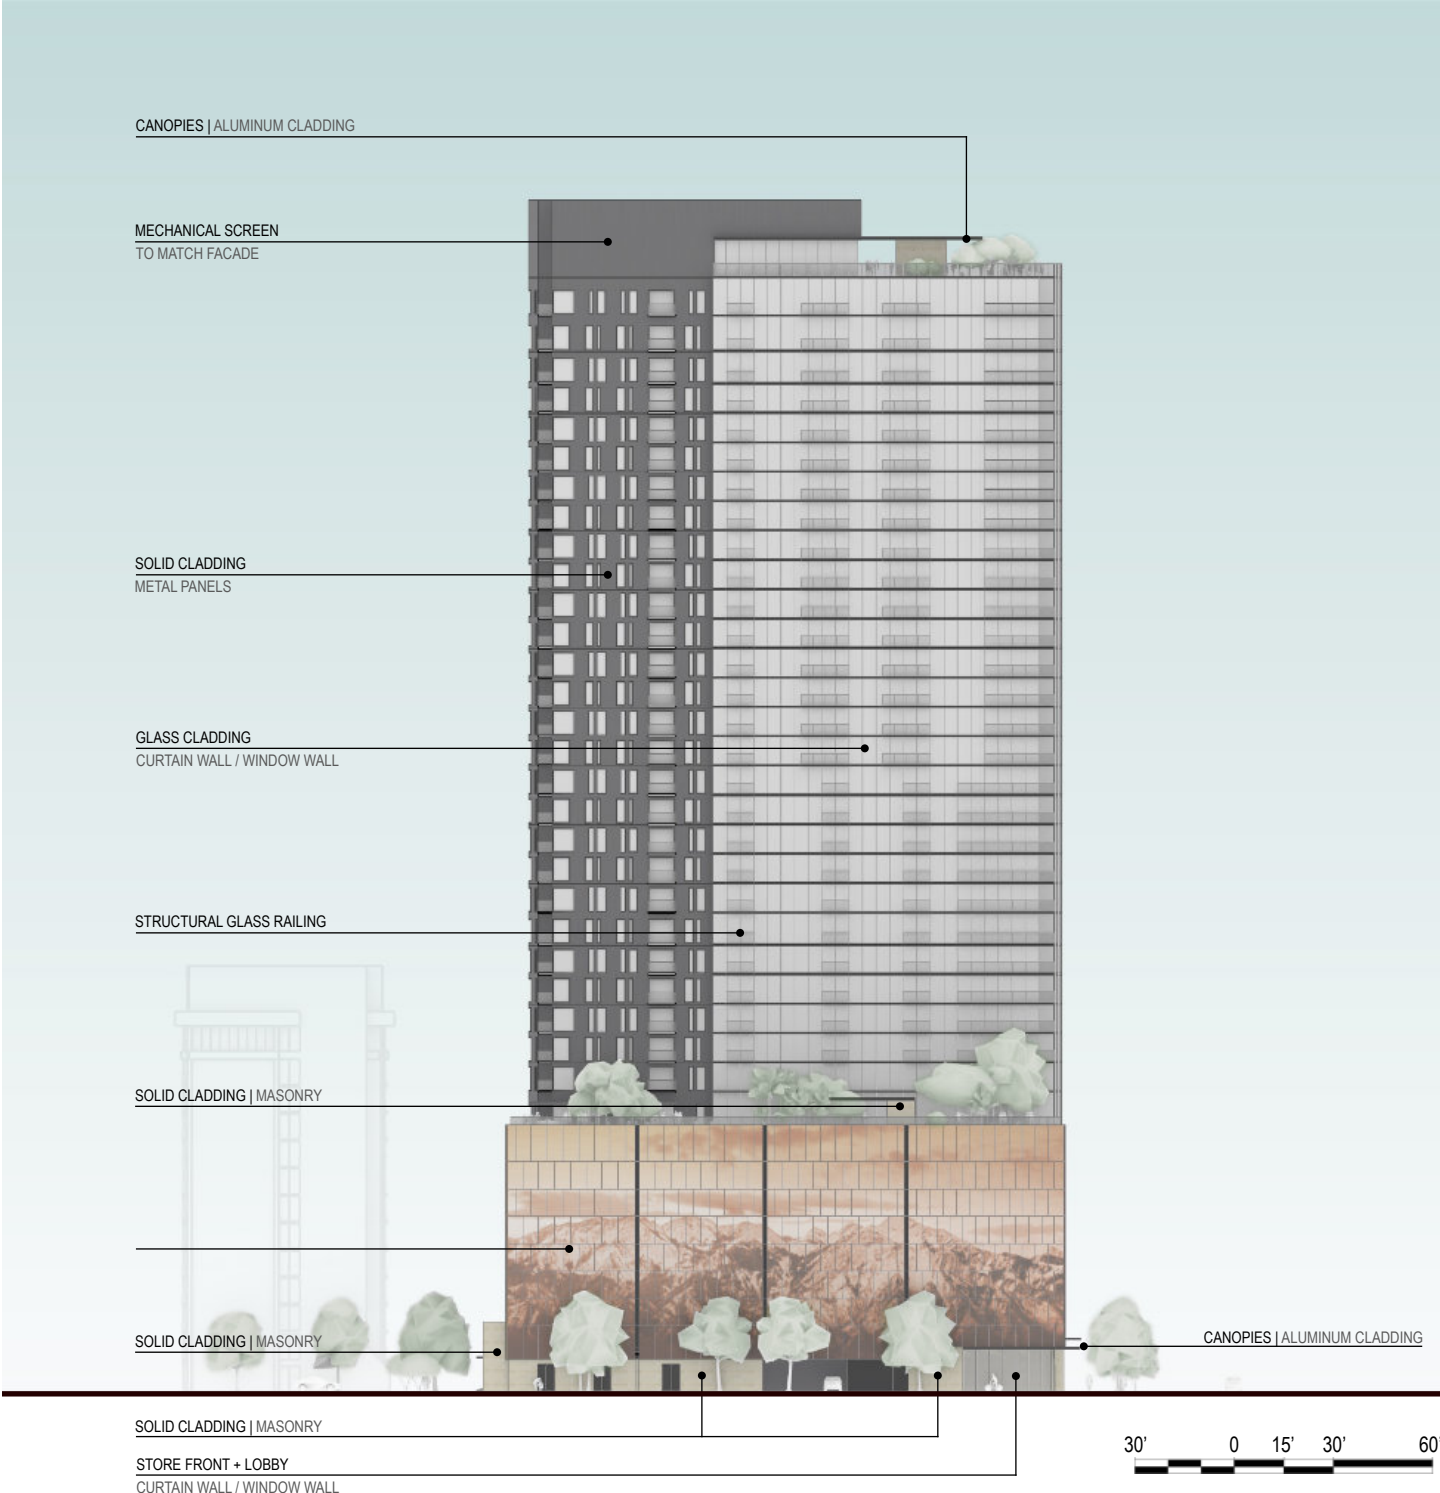 CANOPIES | ALUMINUM CLADDING
MECHANICAL SCREEN
TO MATCH FACADE
SOLID CLADDING
METAL PANELS
GLASS CLADDING
CURTAIN WALL / WINDOW WALL
STRUCTURAL GLASS RAILING
SOLID CLADDING | MASONRY
SOLID CLADDING | MASONRY
CANOPIES | ALUMINUM CLADDING
SOLID CLADDING | MASONRY
STORE FRONT + LOBBY
CURTAIN WALL / WINDOW WALL
30' 0 15' 30' 60'